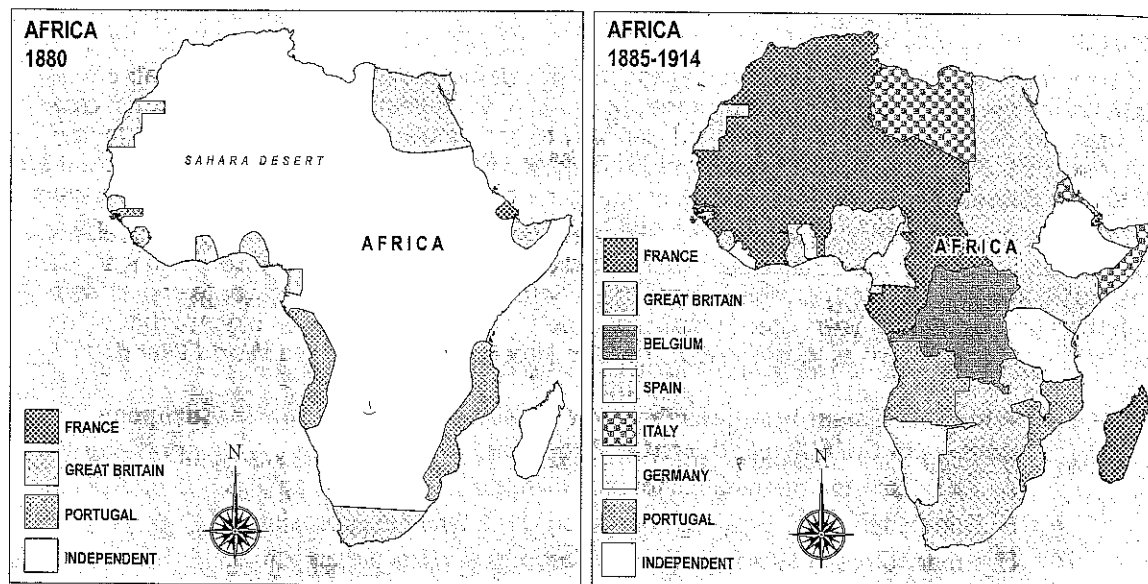 AFRICA
1880
SAHARA DESERT
AFRICA
FRANCE
GREAT BRITAIN
PORTUGAL
INDEPENDENT
N
AFRICA
1885-1914
AFRICA
FRANCE
GREAT BRITAIN
BELGIUM
SPAIN
ITALY
GERMANY
PORTUGAL
INDEPENDENT
N